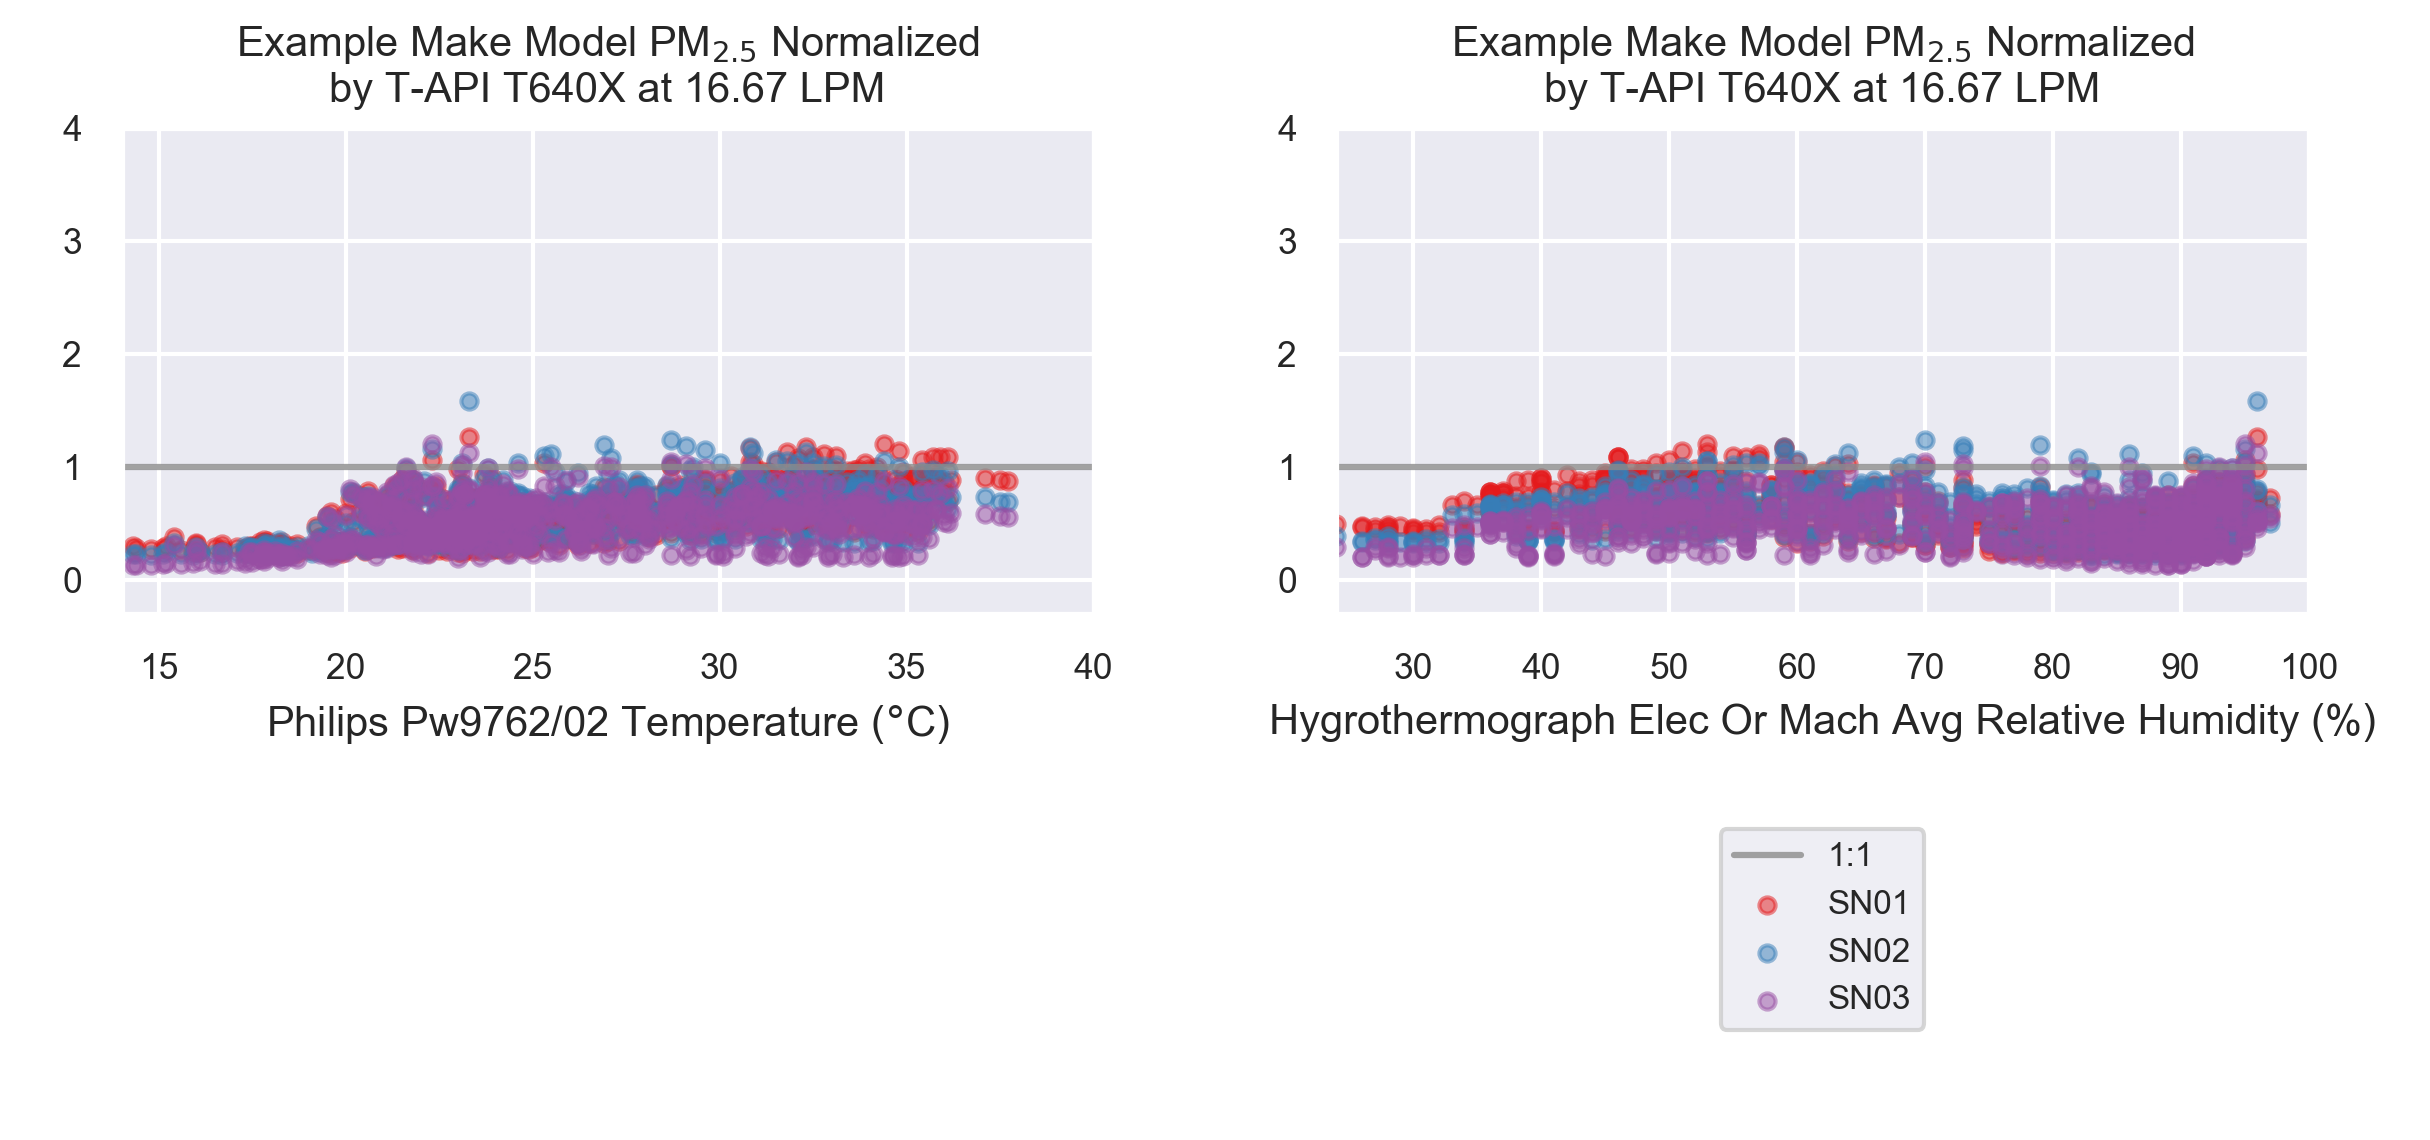 Example Make Model PM2.5 Normalized
by T-API T640X at 16.67 LPM
4
3
2
1
0
15 20 25 30 35 40
Philips Pw9762/02 Temperature (°C)
Example Make Model PM2.5 Normalized
by T-API T640X at 16.67 LPM
4
3
2
1
0
30 40 50 60 70 80 90 100
Hygrothermograph Elec Or Mach Avg Relative Humidity (%)
1:1
SN01
SN02
SN03